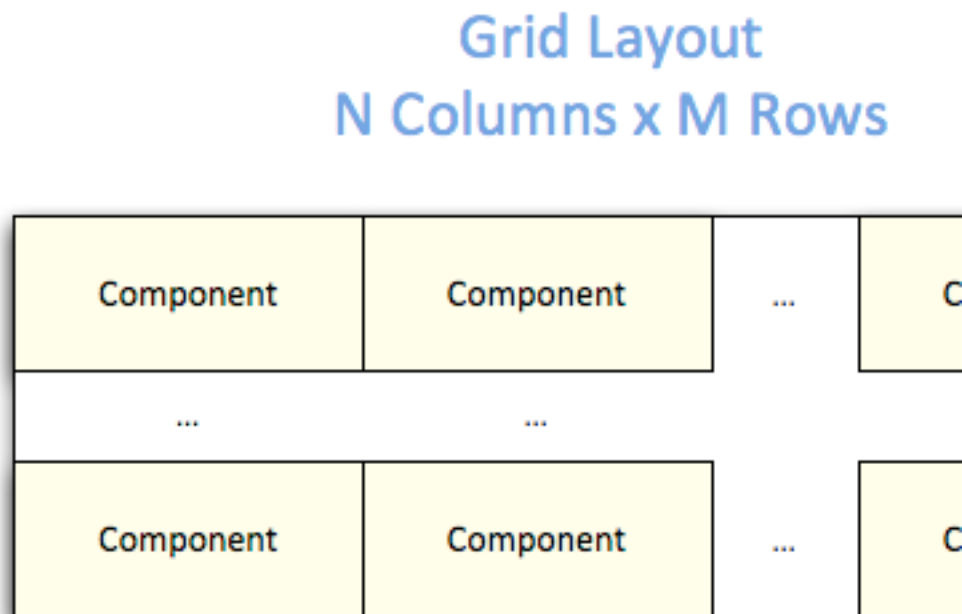 Grid Layout
N Columns x M Rows
Component Component ...
... ...
Component Component ...